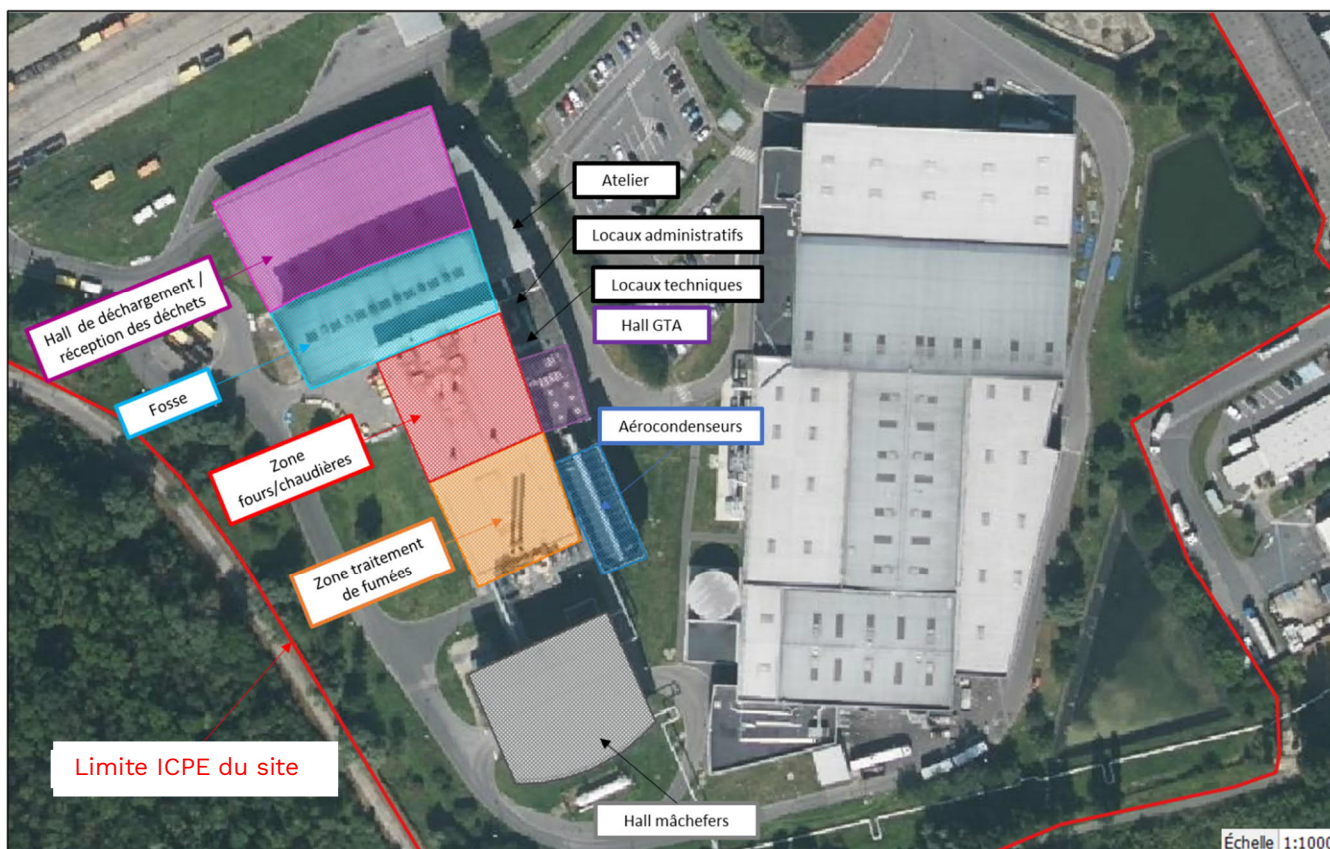 Atelier
Locaux administratifs
Locaux techniques
Hall GTA
Hall de déchargement /
réception des déchets
Fosse
Aérocondenseurs
Zone
fours/chaudières
Zone traitement
de fumées
Limite ICPE du site
Hall mâchefers
Échelle 1:1000